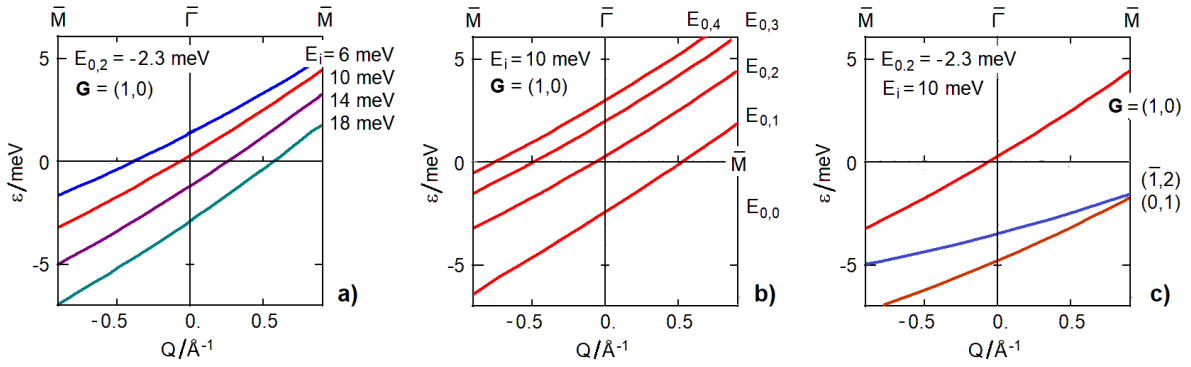 M̅ Γ̅ M̅
E0,2 = -2.3 meV
G = (1,0)
Ei = 6 meV
10 meV
14 meV
18 meV
ε/meV
5
0
-5
-0.5 0. 0.5
Q/Å-1
a)
M̅ Γ̅ E0,4 E0,3
Ei = 10 meV
G = (1,0)
E0,2
E0,1
M̅
E0,0
ε/meV
5
0
-5
-0.5 0. 0.5
Q/Å-1
b)
M̅ Γ̅ M̅
E0.2 = -2.3 meV
Ei = 10 meV
G = (1,0)
(1̅,2)
(0,1)
ε/meV
5
0
-5
-0.5 0. 0.5
Q/Å-1
c)